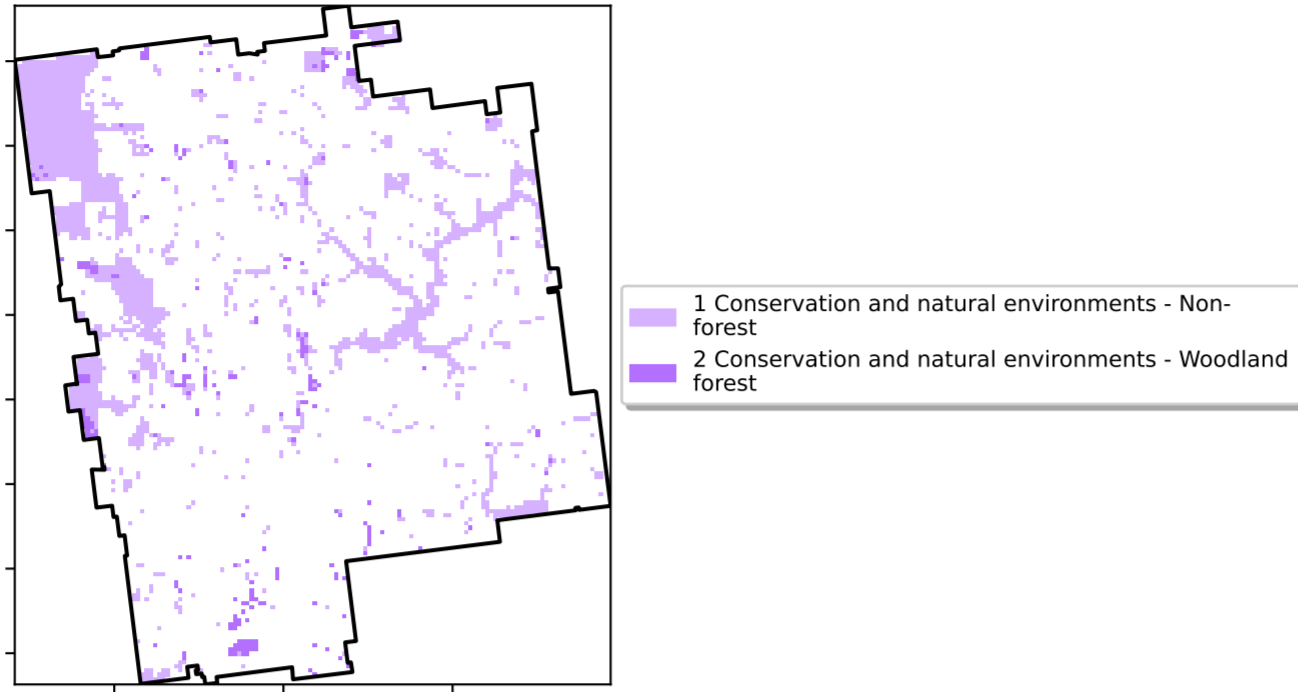 1 Conservation and natural environments - Non-
forest
2 Conservation and natural environments - Woodland
forest